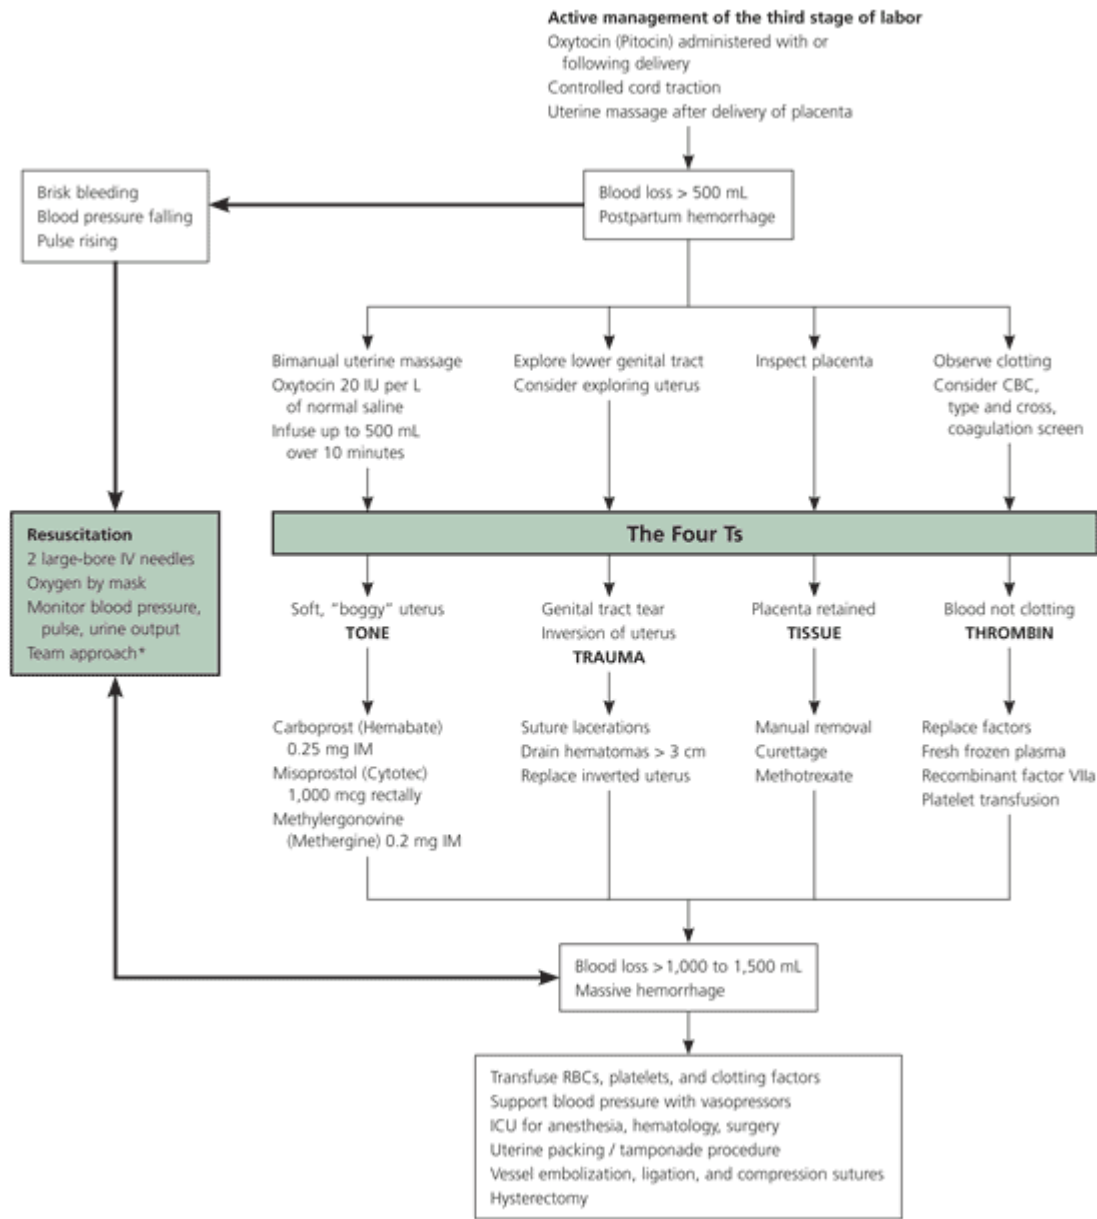 Active management of the third stage of labor
Oxytocin (Pitocin) administered with or
following delivery
Controlled cord traction
Uterine massage after delivery of placenta
Brisk bleeding
Blood pressure falling
Pulse rising
Blood loss > 500 mL
Postpartum hemorrhage
Bimanual uterine massage
Oxytocin 20 IU per L
of normal saline
Infuse up to 500 mL
over 10 minutes
Explore lower genital tract
Consider exploring uterus
Inspect placenta
Observe clotting
Consider CBC,
type and cross,
coagulation screen
Resuscitation
2 large-bore IV needles
Oxygen by mask
Monitor blood pressure,
pulse, urine output
Team approach*
The Four Ts
Soft, "boggy" uterus
TONE
Genital tract tear
Inversion of uterus
TRAUMA
Placenta retained
TISSUE
Blood not clotting
THROMBIN
Carboprost (Hemabate)
0.25 mg IM
Misoprostol (Cytotec)
1,000 mcg rectally
Methylergonovine
(Methergine) 0.2 mg IM
Suture lacerations
Drain hematomas > 3 cm
Replace inverted uterus
Manual removal
Curettage
Methotrexate
Replace factors
Fresh frozen plasma
Recombinant factor VIIa
Platelet transfusion
Blood loss > 1,000 to 1,500 mL
Massive hemorrhage
Transfuse RBCs, platelets, and clotting factors
Support blood pressure with vasopressors
ICU for anesthesia, hematology, surgery
Uterine packing / tamponade procedure
Vessel embolization, ligation, and compression sutures
Hysterectomy